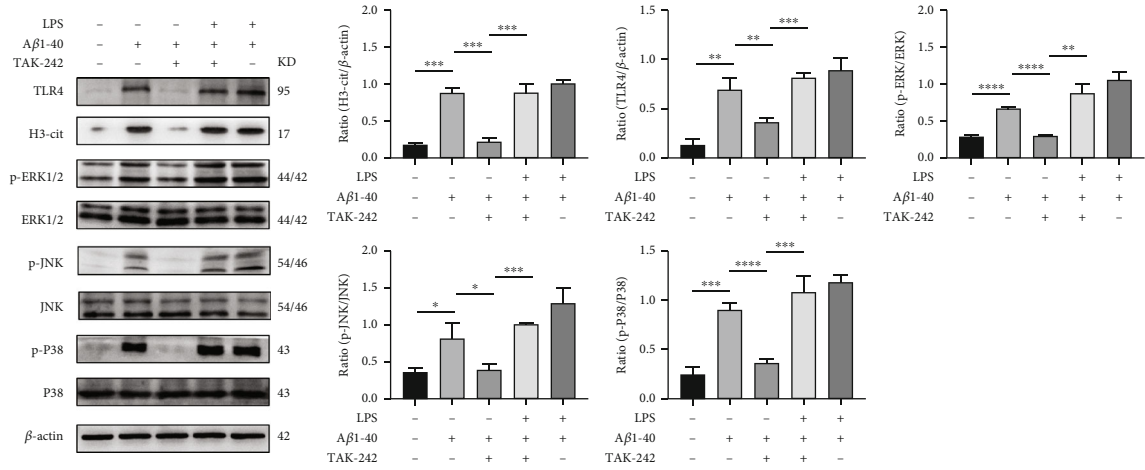 LPS – – – + +
Aβ1-40 – + + + +
TAK-242 – – + + – KD
TLR4 95
H3-cit 17
p-ERK1/2 44/42
ERK1/2 44/42
p-JNK 54/46
JNK 54/46
p-P38 43
P38 43
β-actin 42
Ratio (H3-cit/β-actin)
2.0
1.5
1.0
0.5
0.0
*** *** ***
LPS – – – + +
Aβ1-40 – + + + +
TAK-242 – – + + –
Ratio (TLR4/β-actin)
1.5
1.0
0.5
0.0
** ** ***
LPS – – – + +
Aβ1-40 – + + + +
TAK-242 – – + + –
Ratio (p-ERK/ERK)
2.0
1.5
1.0
0.5
0.0
**** **** **
LPS – – – + +
Aβ1-40 – + + + +
TAK-242 – – + + –
Ratio (p-JNK/JNK)
2.0
1.5
1.0
0.5
0.0
* * ***
LPS – – – + +
Aβ1-40 – + + + +
TAK-242 – – + + –
Ratio (p-P38/P38)
1.5
1.0
0.5
0.0
*** **** ***
LPS – – – + +
Aβ1-40 – + + + +
TAK-242 – – + + –